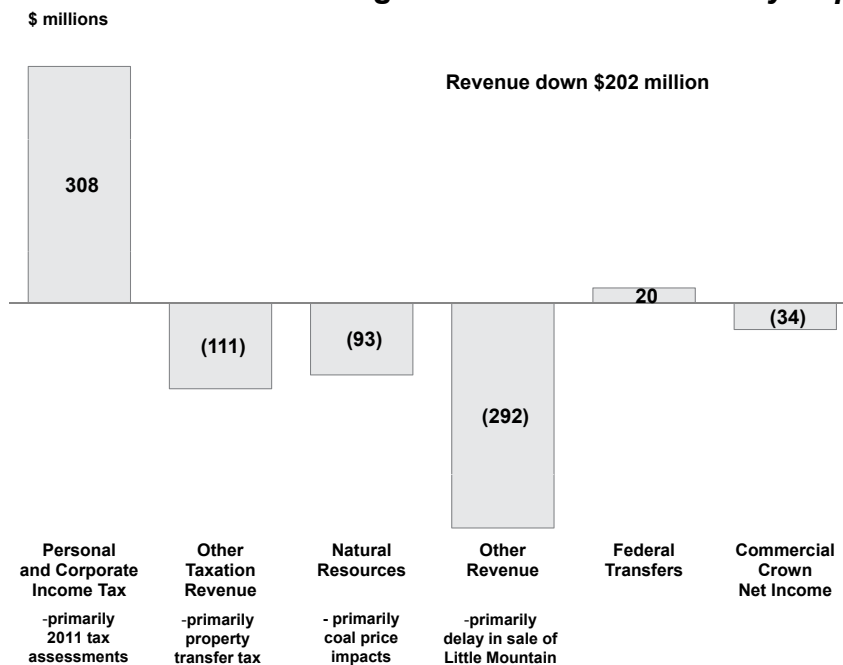 $ millions
Revenue down $202 million
308
(111)
(93)
(292)
20
(34)
Personal
and Corporate
Income Tax
-primarily
2011 tax
assessments
Other
Taxation
Revenue
-primarily
property
transfer tax
Natural
Resources
- primarily
coal price
impacts
Other
Revenue
-primarily
delay in sale of
Little Mountain
Federal
Transfers
Commercial
Crown
Net Income